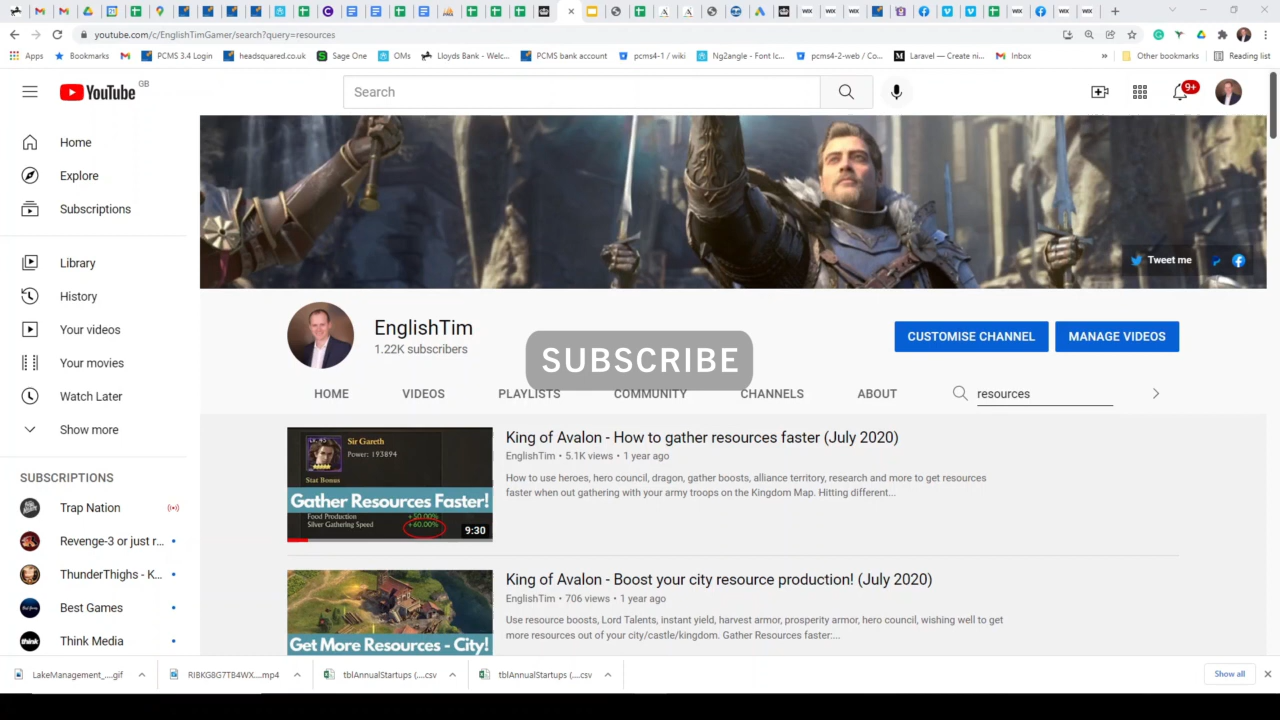 youtube.com/c/EnglishTimGamer/search?query=resources
Apps
Bookmarks
PCMS 3.4 Login
headsquared.co.uk
Sage One
OMs
Lloyds Bank - Welc...
PCMS bank account
pcms4-1 / wiki
Ng2angle - Font Ic...
pcms4-2-web / Co...
Laravel — Create ni...
Inbox
»
Other bookmarks
Reading list
YouTube GB
Search
9+
Home
Explore
Subscriptions
Library
History
Your videos
Your movies
Watch Later
Show more
SUBSCRIPTIONS
Trap Nation
Revenge-3 or just r...
ThunderThighs - K...
Best Games
Think Media
Tweet me
EnglishTim
1.22K subscribers
SUBSCRIBE
CUSTOMISE CHANNEL
MANAGE VIDEOS
HOME
VIDEOS
PLAYLISTS
COMMUNITY
CHANNELS
ABOUT
resources
Sir Gareth
Power: 193894
Stat Bonus
Gather Resources Faster!
Food Production +50.00%
Silver Gathering Speed +60.00%
9:30
King of Avalon - How to gather resources faster (July 2020)
EnglishTim • 5.1K views • 1 year ago
How to use heroes, hero council, dragon, gather boosts, alliance territory, research and more to get resources
faster when out gathering with your army troops on the Kingdom Map. Hitting different...
Get More Resources - City!
King of Avalon - Boost your city resource production! (July 2020)
EnglishTim • 706 views • 1 year ago
Use resource boosts, Lord Talents, instant yield, harvest armor, prosperity armor, hero council, wishing well to get
more resources out of your city/castle/kingdom. Gather Resources faster:...
LakeManagement_....gif
RIBKG8G7TB4WX....mp4
tblAnnualStartups (....csv
tblAnnualStartups (....csv
Show all